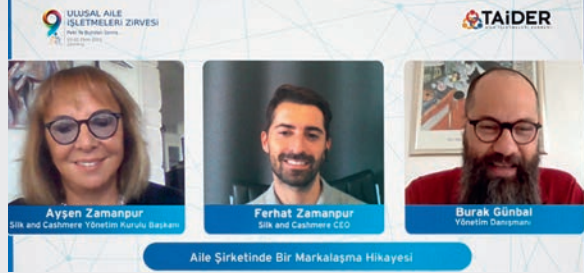 9
ULUSAL AİLE
İŞLETMELERİ ZİRVESİ
TAİDER
Ayşen Zamanpur
Silk and Cashmere Yönetim Kurulu Başkanı
Ferhat Zamanpur
Silk and Cashmere CEO
Burak Günbal
Yönetim Danışmanı
Aile Şirketinde Bir Markalaşma Hikayesi